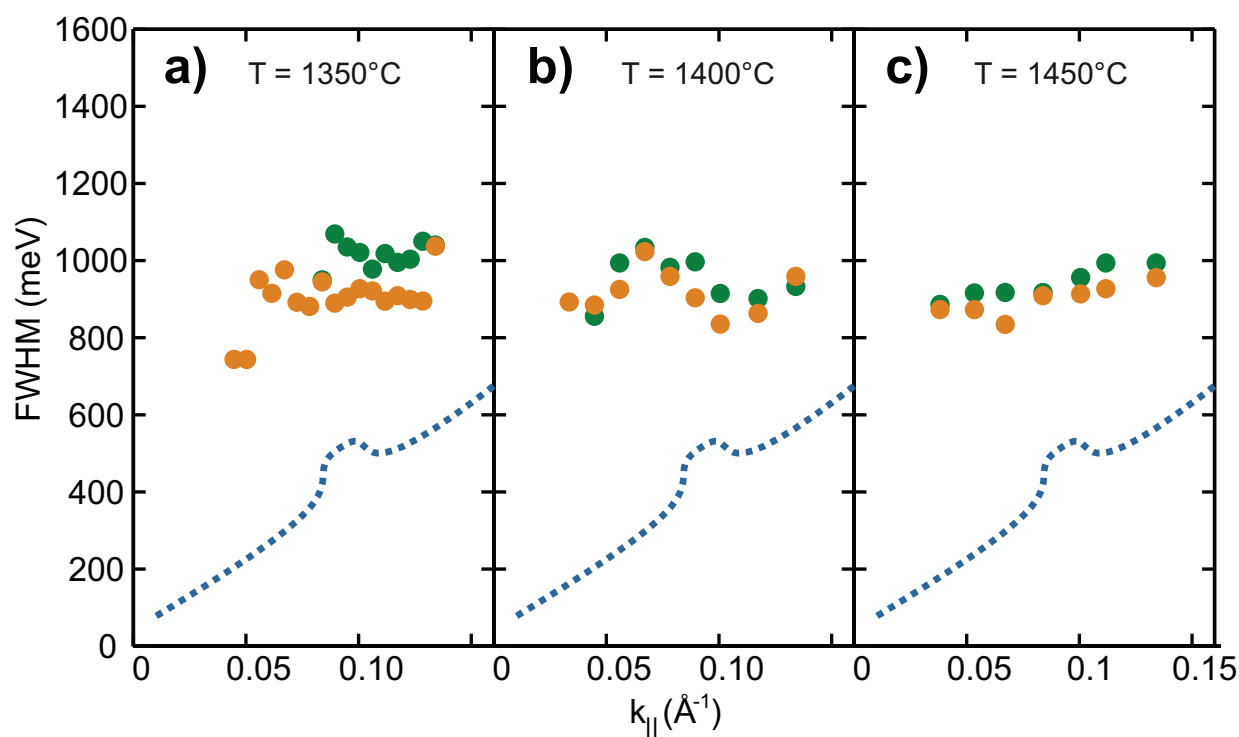 FWHM (meV)
1600
1400
1200
1000
800
600
400
200
0
a)
T = 1350°C
b)
T = 1400°C
c)
T = 1450°C
0 0.05 0.10 0 0.05 0.10 0 0.05 0.1 0.15
k|| (Å-1)